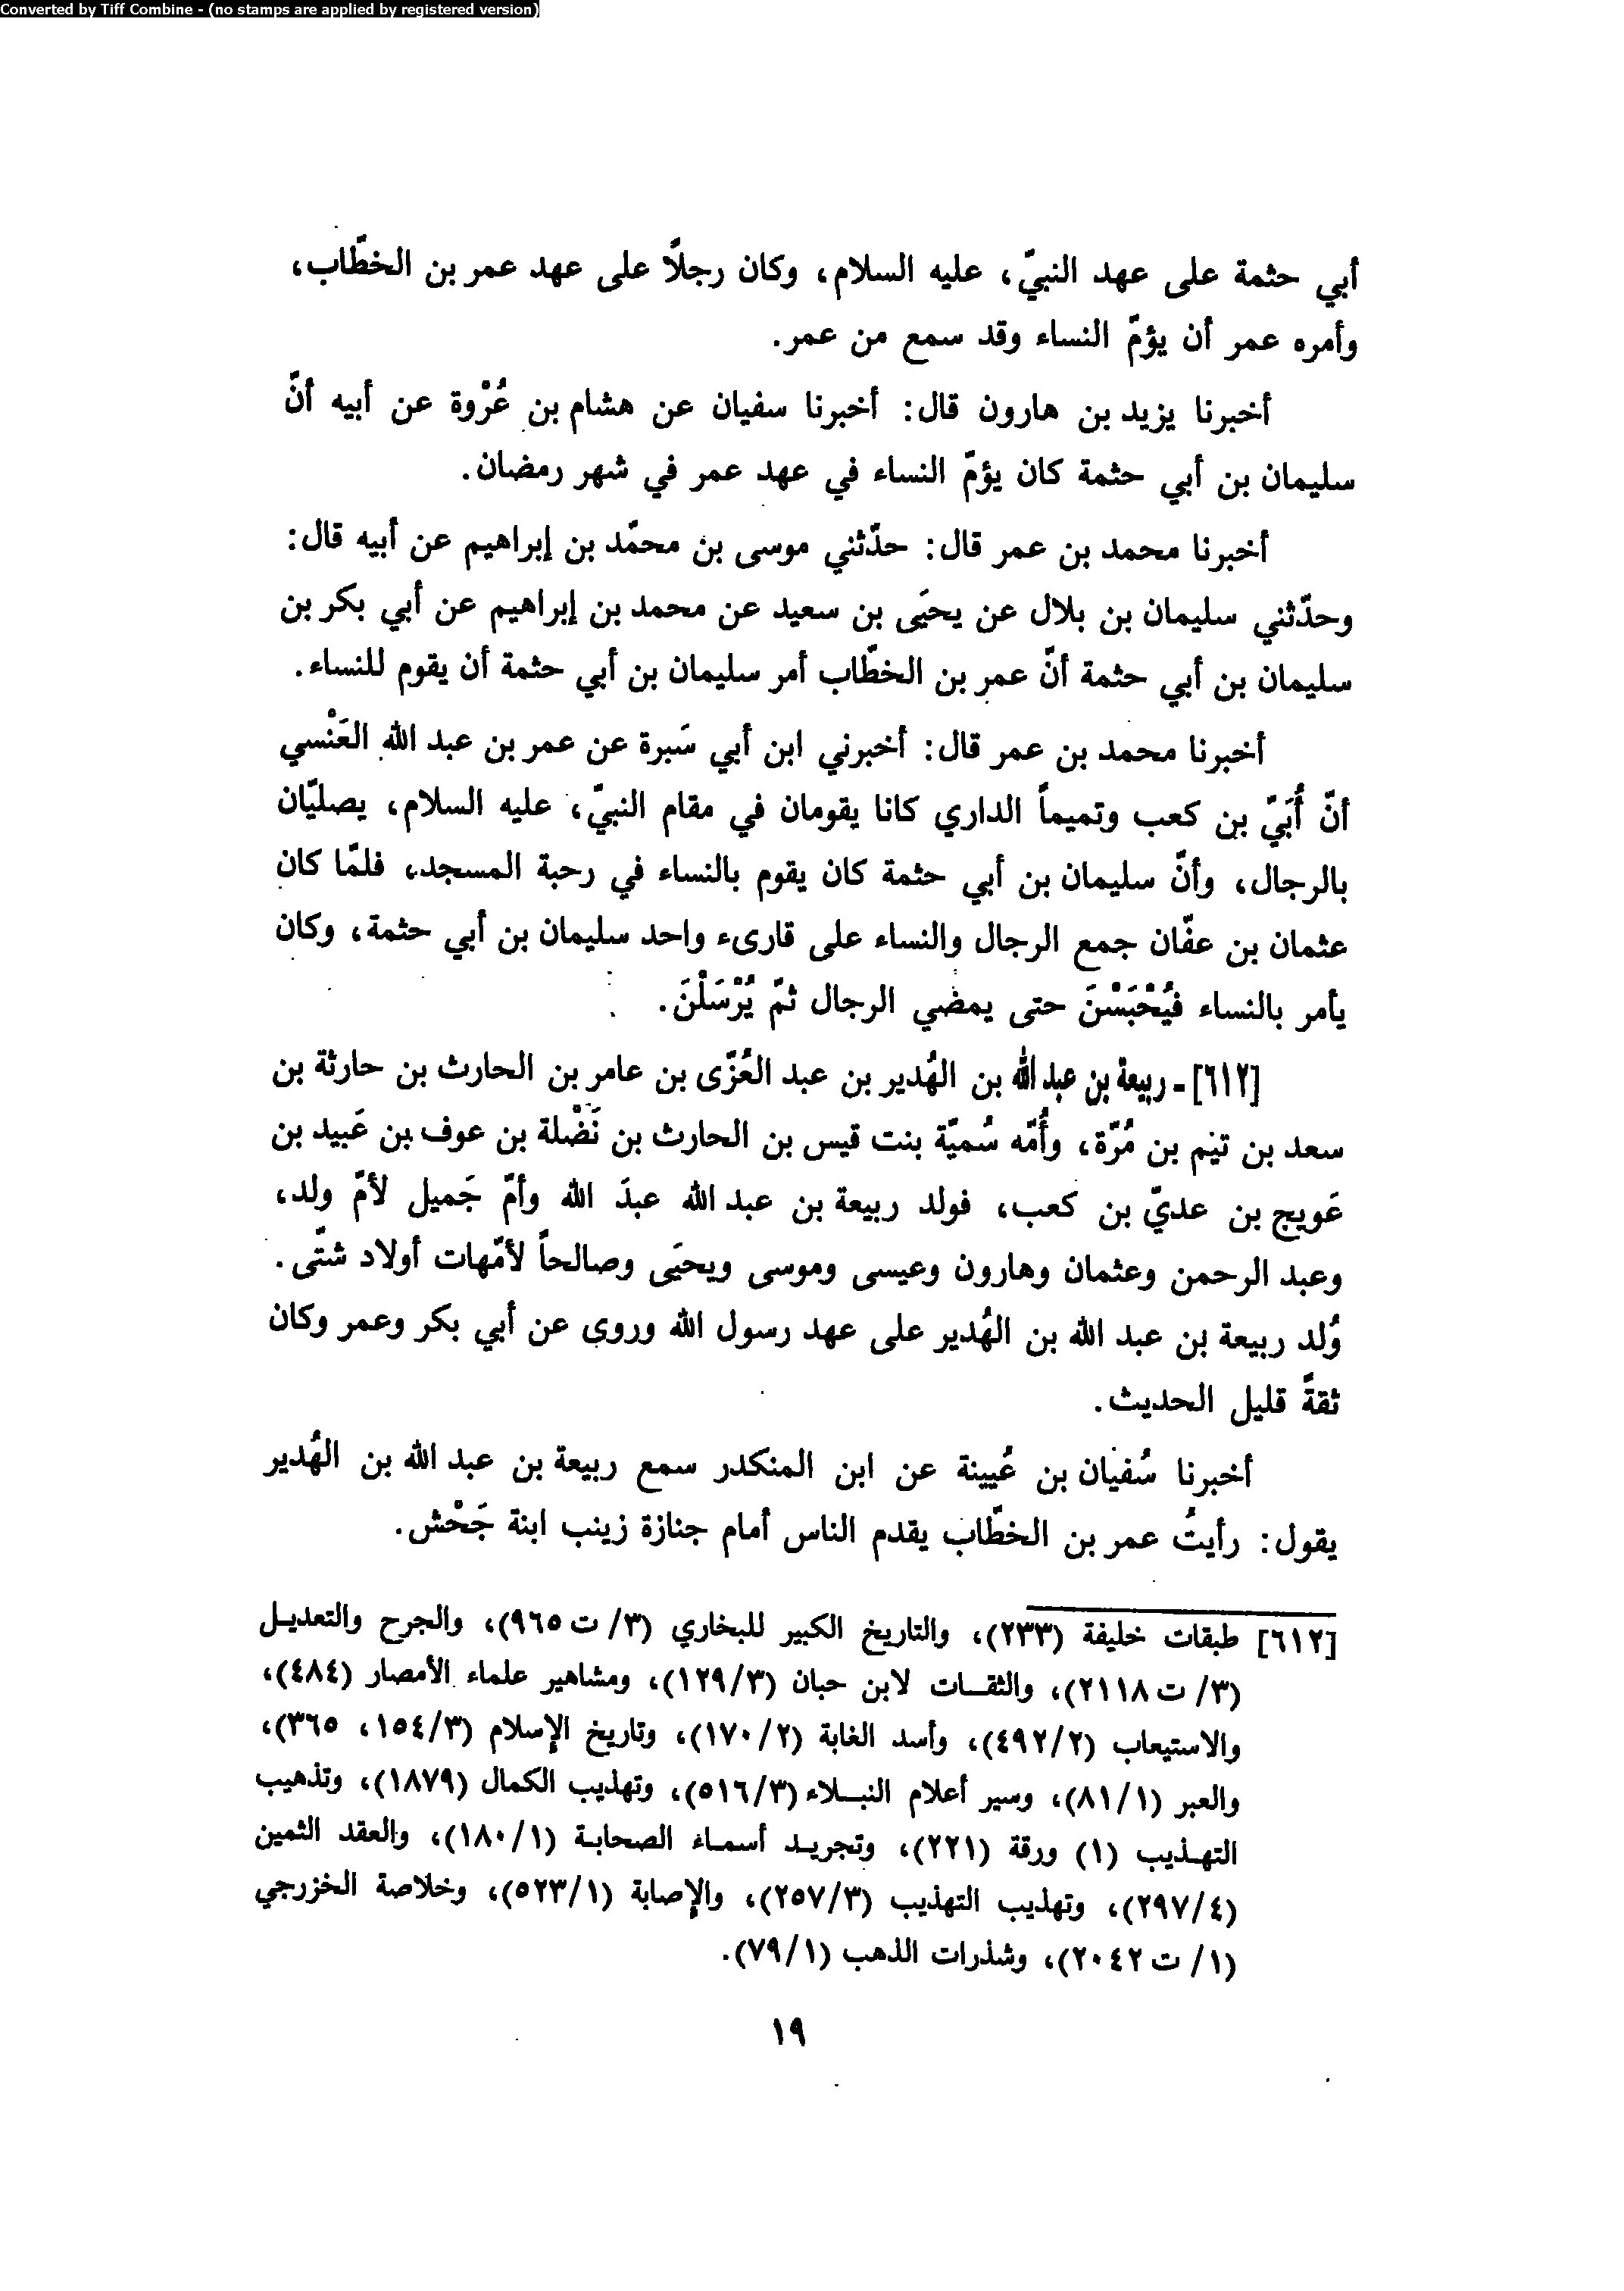 Converted by Tiff Combine - (no stamps are applied by registered version)
أبي حثمة على عهد النبيّ، عليه السلام، وكان رجلاً على عهد عمر بن الخطّاب،
وأمره عمر أن يؤمّ النساء وقد سمع من عمر.
أخبرنا يزيد بن هارون قال: أخبرنا سفيان عن هشام بن عُرْوة عن أبيه أنّ
سليمان بن أبي حثمة كان يؤمّ النساء في عهد عمر في شهر رمضان.
أخبرنا محمد بن عمر قال: حدّثني موسى بن محمّد بن إبراهيم عن أبيه قال:
وحدّثني سليمان بن بلال عن يحيَى بن سعيد عن محمد بن إبراهيم عن أبي بكر بن
سليمان بن أبي حثمة أنّ عمر بن الخطّاب أمر سليمان بن أبي حثمة أن يقوم للنساء.
أخبرنا محمد بن عمر قال: أخبرني ابن أبي سَبرة عن عمر بن عبد الله العَنْسي
أنّ أُبَيّ بن كعب وتميماً الداري كانا يقومان في مقام النبيّ، عليه السلام، يصليّان
بالرجال، وأنّ سليمان بن أبي حثمة كان يقوم بالنساء في رحبة المسجد، فلمّا كان
عثمان بن عفّان جمع الرجال والنساء على قارىء واحد سليمان بن أبي حثمة، وكان
يأمر بالنساء فيُحْبَسْنَ حتى يمضي الرجال ثمّ يُرْسَلْنَ.
[٦١٢] - ربيعة بن عبد الله بن الهُدير بن عبد العُزّى بن عامر بن الحارث بن حارثة بن
سعد بن تيْم بن مُرّة، وأُمّه سُميّة بنت قيس بن الحارث بن نَضْلة بن عوف بن عَبيد بن
عَويج بن عديّ بن كعب، فولد ربيعة بن عبد الله عبدَ الله وأمّ جَميل لأمّ ولد،
وعبد الرحمن وعثمان وهارون وعيسى وموسى ويحيَى وصالحاً لأمّهات أولاد شتّى.
وُلد ربيعة بن عبد الله بن الهُدير على عهد رسول الله وروى عن أبي بكر وعمر وكان
ثقةً قليل الحديث.
أخبرنا سُفيان بن عُيينة عن ابن المنكدر سمع ربيعة بن عبد الله بن الهُدير
يقول: رأيتُ عمر بن الخطّاب يقدم الناس أمام جنازة زينب ابنة جَحْش.
[٦١٢] طبقات خليفة (٢٣٣)، والتاريخ الكبير للبخاري (٣/ ت ٩٦٥)، والجرح والتعديل
(٣/ ت ٢١١٨)، والثقات لابن حبان (١٢٩/٣)، ومشاهير علماء الأمصار (٤٨٤)،
والاستيعاب (٤٩٢/٢)، وأسد الغابة (١٧٠/٢)، وتاريخ الإسلام (١٥٤/٣، ٣٦٥)،
والعبر (٨١/١)، وسير أعلام النبلاء (٥١٦/٣)، وتهذيب الكمال (١٨٧٩)، وتذهيب
التهذيب (١) ورقة (٢٢١)، وتجريد أسماء الصحابة (١٨٠/١)، والعقد الثمين
(٢٩٧/٤)، وتهذيب التهذيب (٢٥٧/٣)، والإصابة (٥٢٣/١)، وخلاصة الخزرجي
(١/ ت ٢٠٤٢)، وشذرات الذهب (٧٩/١).
١٩